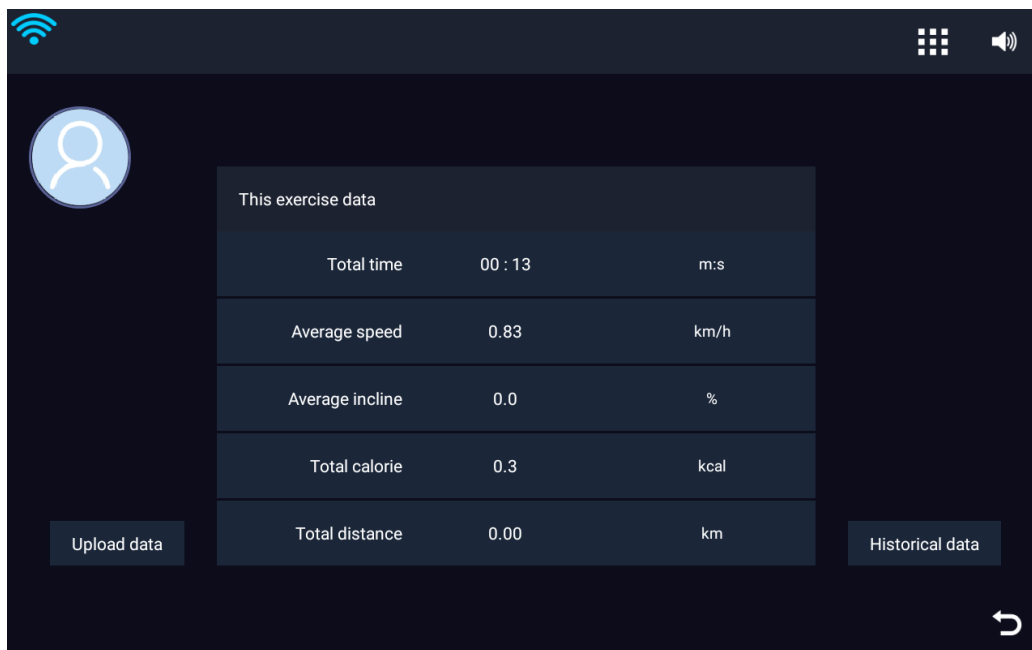 This exercise data
Total time 00 : 13 m:s
Average speed 0.83 km/h
Average incline 0.0 %
Total calorie 0.3 kcal
Total distance 0.00 km
Upload data
Historical data